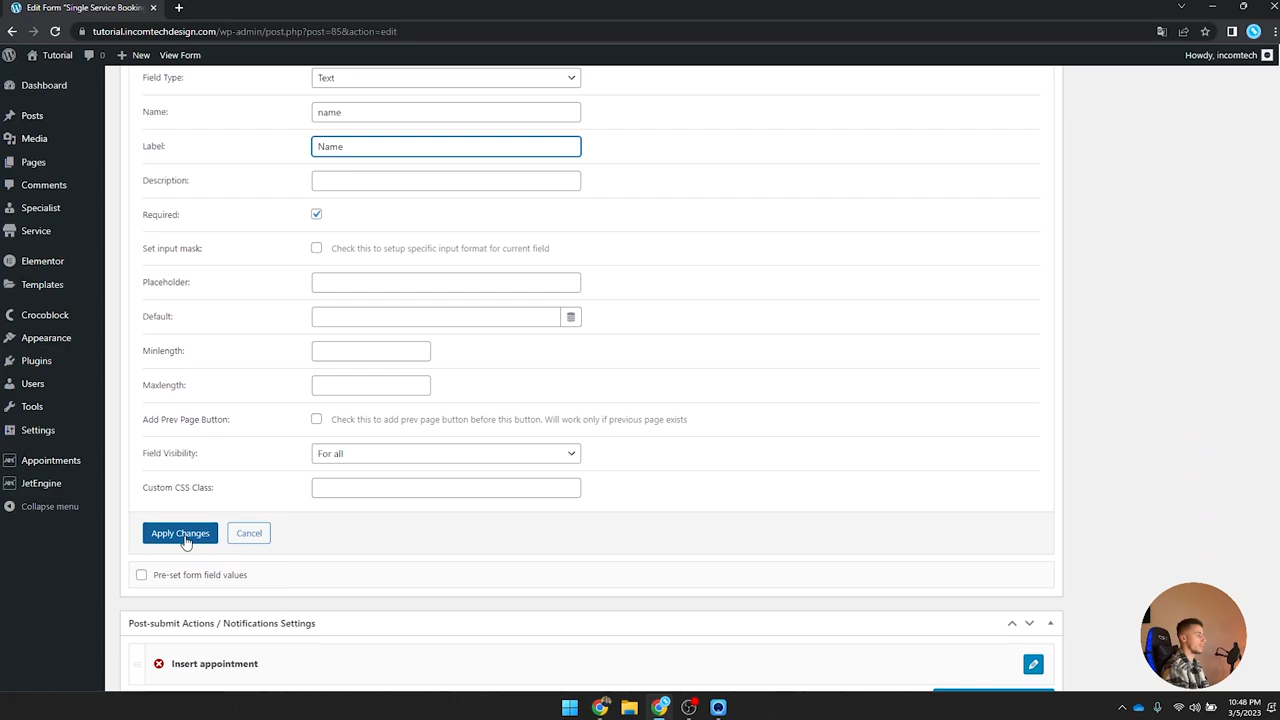 Edit Form "Single Service Booking
tutorial.incomtechdesign.com/wp-admin/post.php?post=85&action=edit
Tutorial
0
New
View Form
Howdy, incomtech
Dashboard
Posts
Media
Pages
Comments
Specialist
Service
Elementor
Templates
Crocoblock
Appearance
Plugins
Users
Tools
Settings
Appointments
JetEngine
Collapse menu
Field Type:
Text
Name:
name
Label:
Name
Description:
Required:
Set input mask:
Check this to setup specific input format for current field
Placeholder:
Default:
Minlength:
Maxlength:
Add Prev Page Button:
Check this to add prev page button before this button. Will work only if previous page exists
Field Visibility:
For all
Custom CSS Class:
Apply Changes
Cancel
Pre-set form field values
Post-submit Actions / Notifications Settings
Insert appointment
10:48 PM
3/5/2023